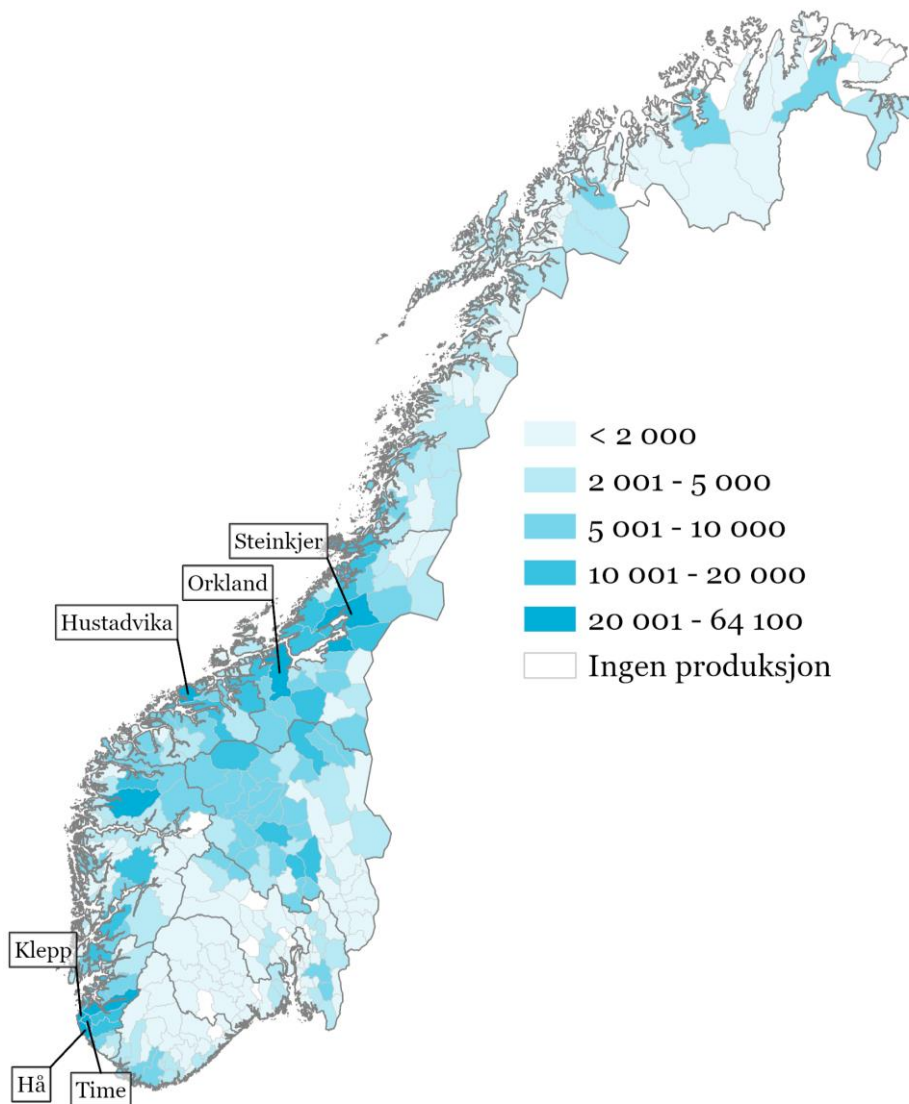 Steinkjer
Orkland
Hustadvika
< 2 000
2 001 - 5 000
5 001 - 10 000
10 001 - 20 000
20 001 - 64 100
Ingen produksjon
Klepp
Hå
Time